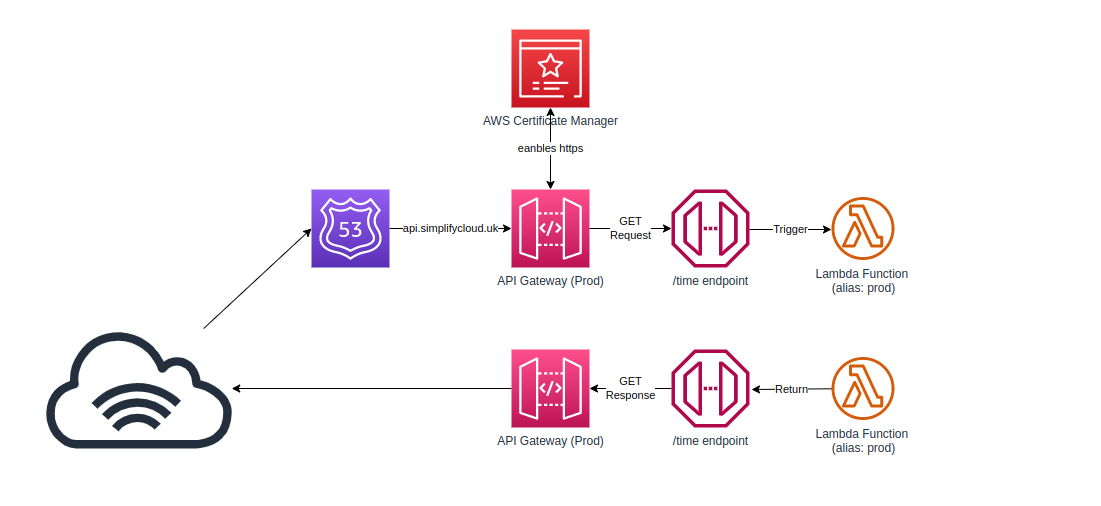 AWS Certificate Manager
eanbles https
53
api.simplifycloud.uk
</>
API Gateway (Prod)
GET
Request
/time endpoint
Trigger
Lambda Function
(alias: prod)
</>
API Gateway (Prod)
GET
Response
/time endpoint
Return
Lambda Function
(alias: prod)